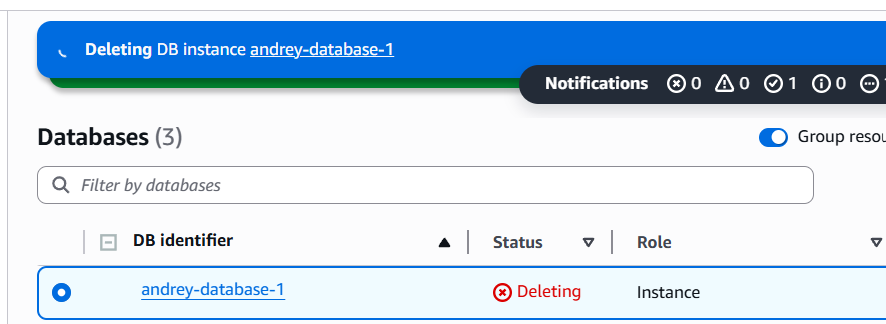 Deleting DB instance andrey-database-1
Notifications 0 0 1 0
Databases (3)
Group resou
Filter by databases
DB identifier Status Role
andrey-database-1 Deleting Instance